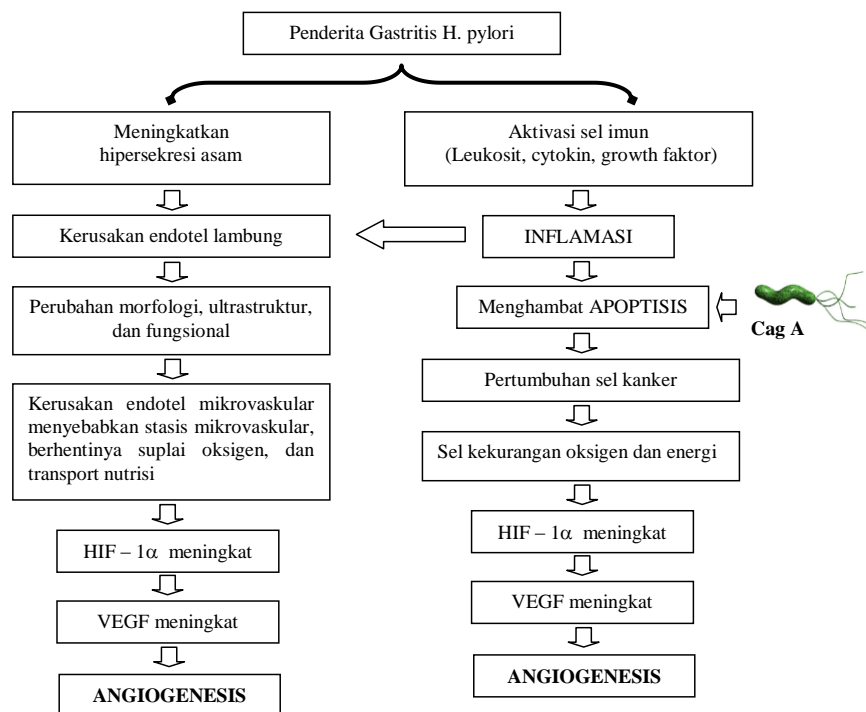 Penderita Gastritis H. pylori
Meningkatkan
hipersekresi asam
Kerusakan endotel lambung
Perubahan morfologi, ultrastruktur,
dan fungsional
Kerusakan endotel mikrovaskular
menyebabkan stasis mikrovaskular,
berhentinya suplai oksigen, dan
transport nutrisi
HIF – 1α meningkat
VEGF meningkat
ANGIOGENESIS
Aktivasi sel imun
(Leukosit, cytokin, growth faktor)
INFLAMASI
Menghambat APOPTISIS
Cag A
Pertumbuhan sel kanker
Sel kekurangan oksigen dan energi
HIF – 1α meningkat
VEGF meningkat
ANGIOGENESIS